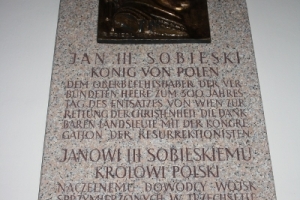 JAN III SOBIESKI
KÖNIG VON POLEN
DEM OBERBEFEHLSHABER DER VER
BÜNDETEN HEERE ZUM 300 JAHRES
TAG DES ENTSATZES VON WIEN ZUR
RETTUNG DER CHRISTENHEIT DIE DANK
BAREN LANDSLEUTE MIT DER KONGRE
GATION DER RESURREKTIONISTEN
JANOWI III SOBIESKIEMU
KRÓLOWI POLSKI
NACZELNEMU DOWÓDCY WOJSK
SPRZYMIERZONYCH W TRZECHSETE